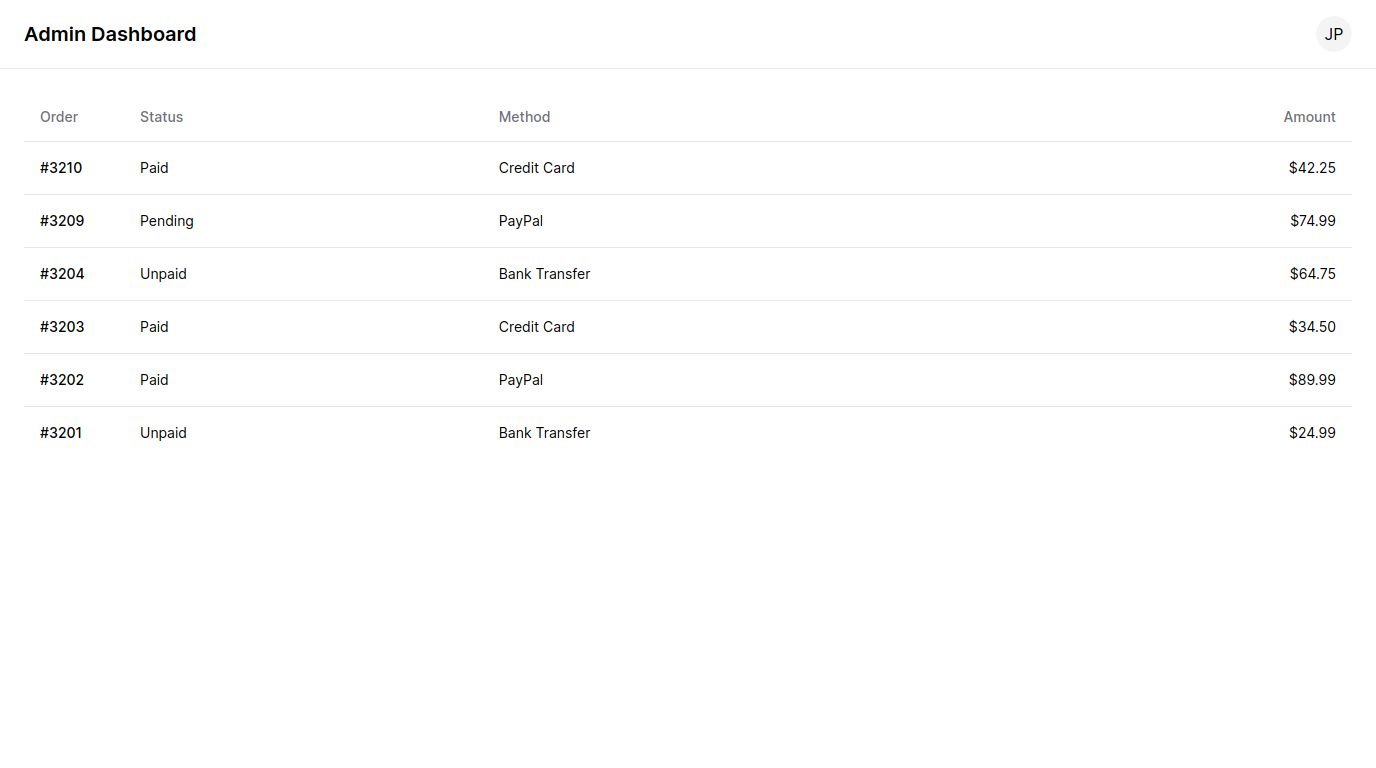 Admin Dashboard JP
Order Status Method Amount
#3210 Paid Credit Card $42.25
#3209 Pending PayPal $74.99
#3204 Unpaid Bank Transfer $64.75
#3203 Paid Credit Card $34.50
#3202 Paid PayPal $89.99
#3201 Unpaid Bank Transfer $24.99